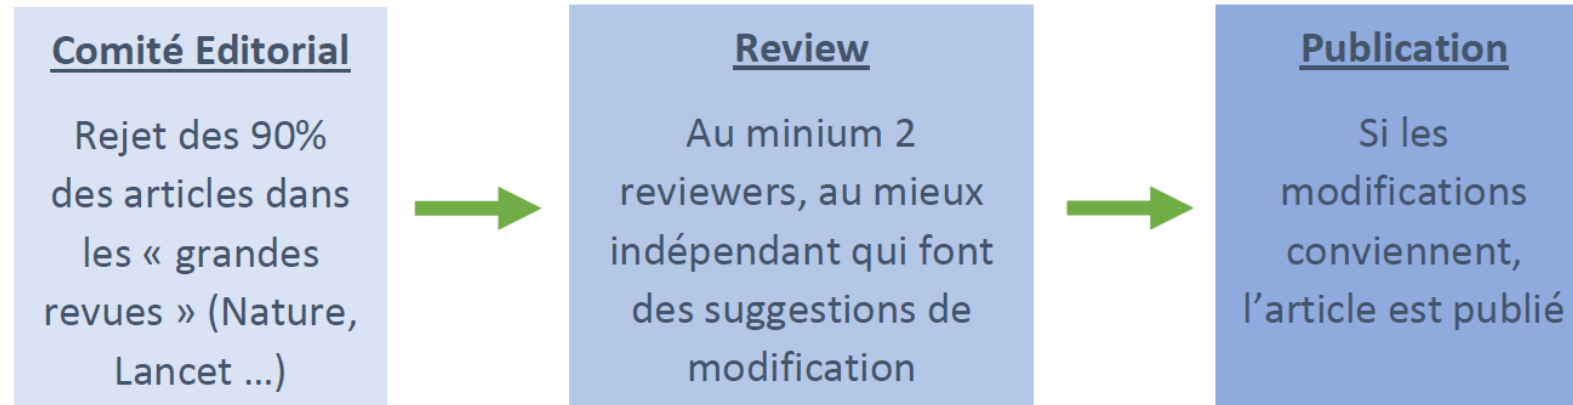 Comité Editorial
Rejet des 90%
des articles dans
les « grandes
revues » (Nature,
Lancet …)
Review
Au minium 2
reviewers, au mieux
indépendant qui font
des suggestions de
modification
Publication
Si les
modifications
conviennent,
l’article est publié